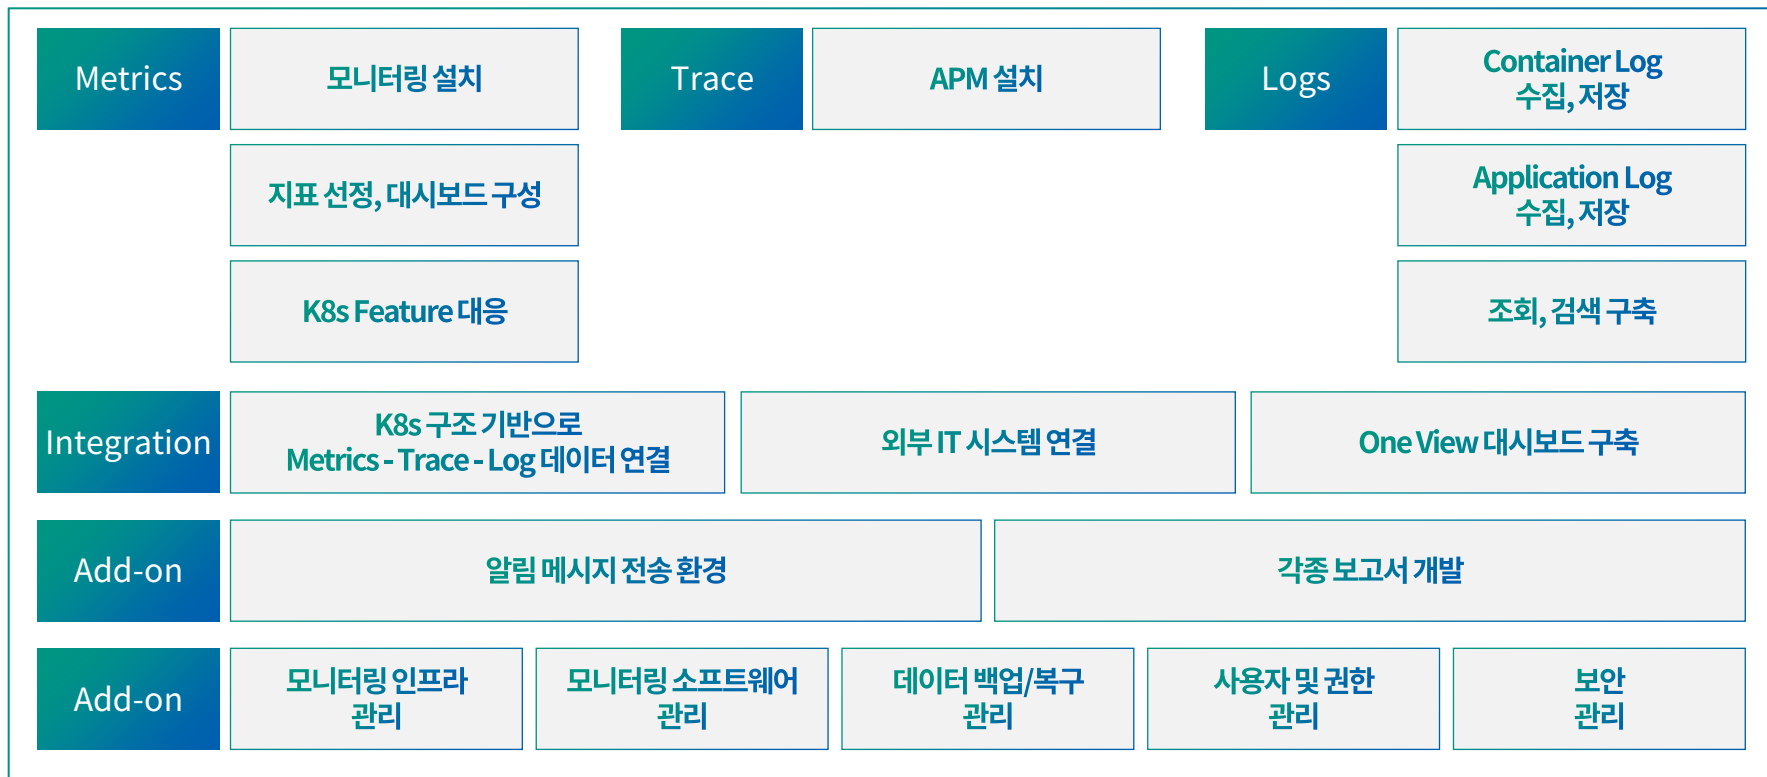 Metrics
모니터링 설치
지표 선정, 대시보드 구성
K8s Feature 대응
Trace
APM 설치
Logs
Container Log
수집, 저장
Application Log
수집, 저장
조회, 검색 구축
Integration
K8s 구조 기반으로
Metrics - Trace - Log 데이터 연결
외부 IT 시스템 연결
One View 대시보드 구축
Add-on
알림 메시지 전송 환경
각종 보고서 개발
Add-on
모니터링 인프라
관리
모니터링 소프트웨어
관리
데이터 백업/복구
관리
사용자 및 권한
관리
보안
관리